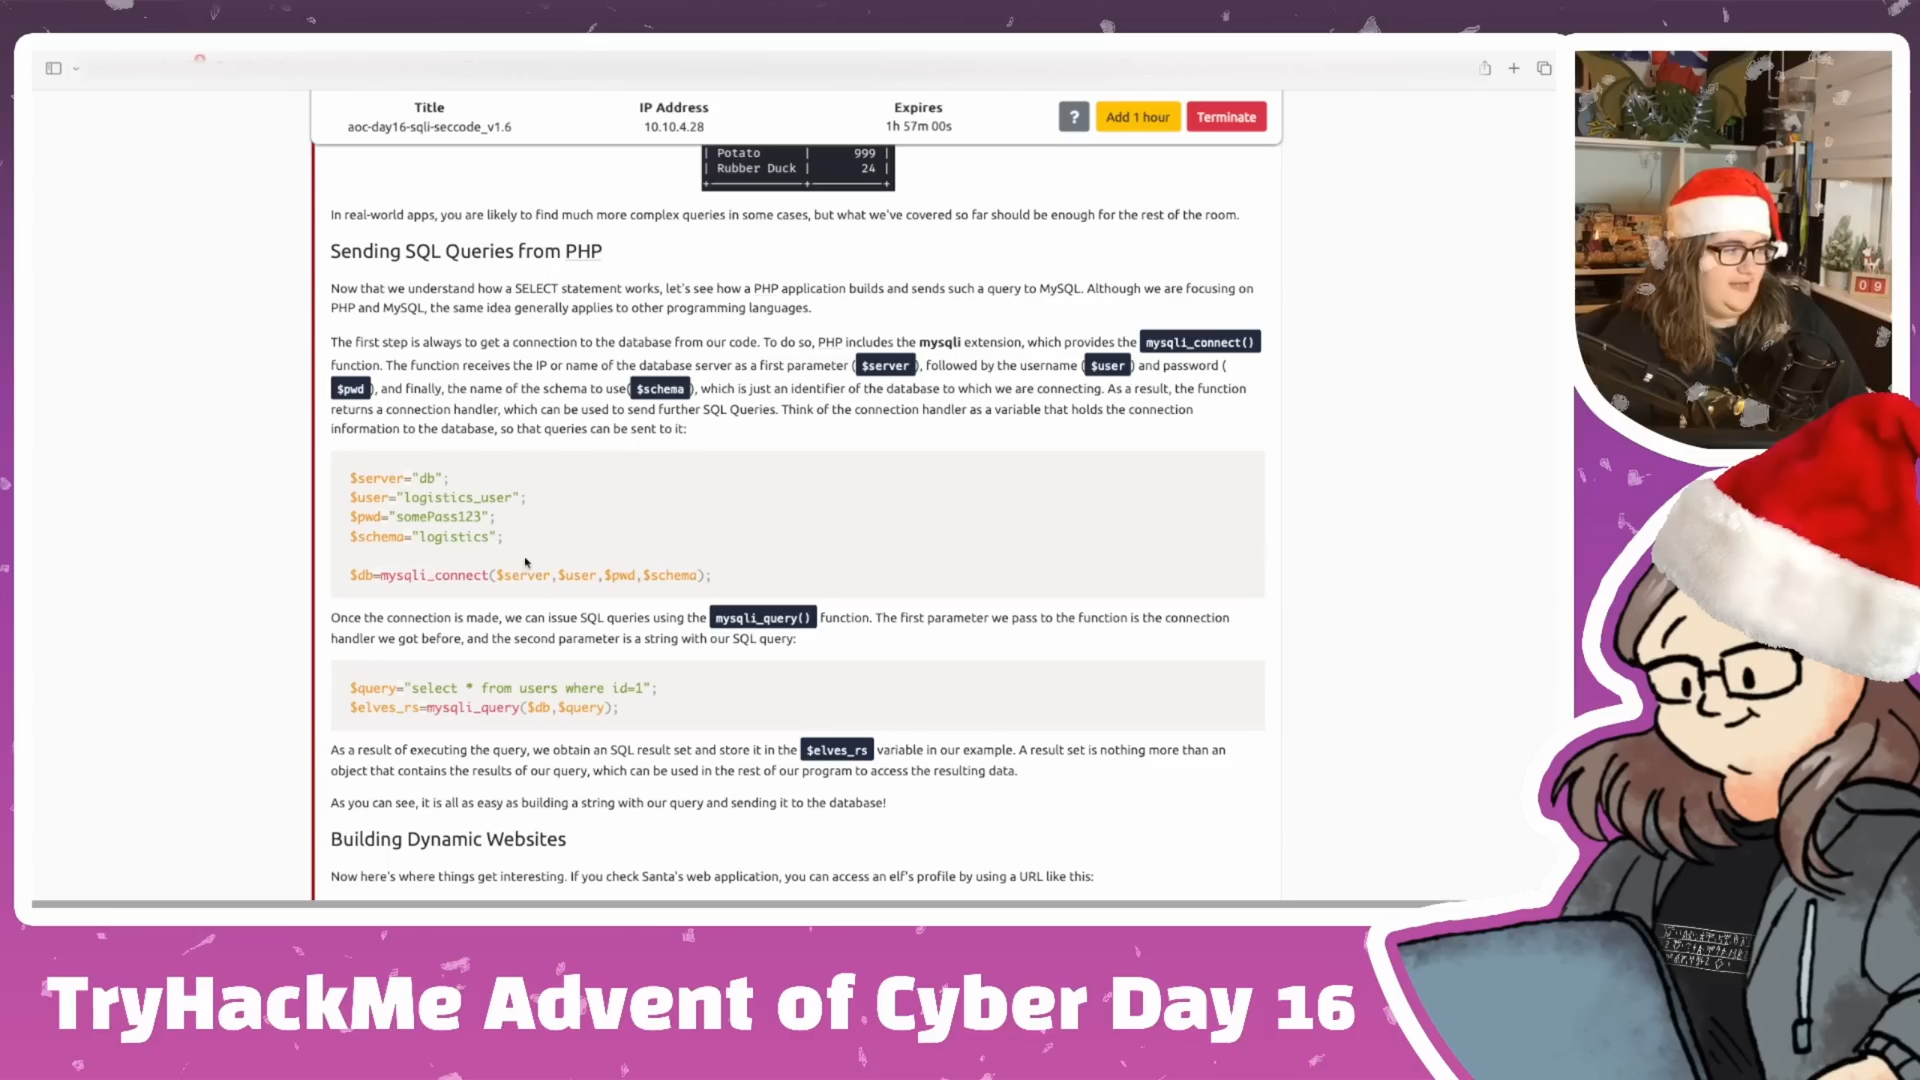 Title
IP Address
Expires
aoc-day16-sqli-seccode_v1.6
10.10.4.28
1h 57m 00s
?
Add 1 hour
Terminate
| Potato | 999 |
| Rubber Duck | 24 |
In real-world apps, you are likely to find much more complex queries in some cases, but what we've covered so far should be enough for the rest of the room.
Sending SQL Queries from PHP
Now that we understand how a SELECT statement works, let's see how a PHP application builds and sends such a query to MySQL. Although we are focusing on
PHP and MySQL, the same idea generally applies to other programming languages.
The first step is always to get a connection to the database from our code. To do so, PHP includes the mysqli extension, which provides the mysqli_connect()
function. The function receives the IP or name of the database server as a first parameter ( $server ), followed by the username ( $user ) and password (
$pwd ), and finally, the name of the schema to use( $schema ), which is just an identifier of the database to which we are connecting. As a result, the function
returns a connection handler, which can be used to send further SQL Queries. Think of the connection handler as a variable that holds the connection
information to the database, so that queries can be sent to it:
$server="db";
$user="logistics_user";
$pwd="somePass123";
$schema="logistics";
$db=mysqli_connect($server,$user,$pwd,$schema);
Once the connection is made, we can issue SQL queries using the mysqli_query() function. The first parameter we pass to the function is the connection
handler we got before, and the second parameter is a string with our SQL query:
$query="select * from users where id=1";
$elves_rs=mysqli_query($db,$query);
As a result of executing the query, we obtain an SQL result set and store it in the $elves_rs variable in our example. A result set is nothing more than an
object that contains the results of our query, which can be used in the rest of our program to access the resulting data.
As you can see, it is all as easy as building a string with our query and sending it to the database!
Building Dynamic Websites
Now here's where things get interesting. If you check Santa's web application, you can access an elf's profile by using a URL like this:
09
TryHackMe Advent of Cyber Day 16